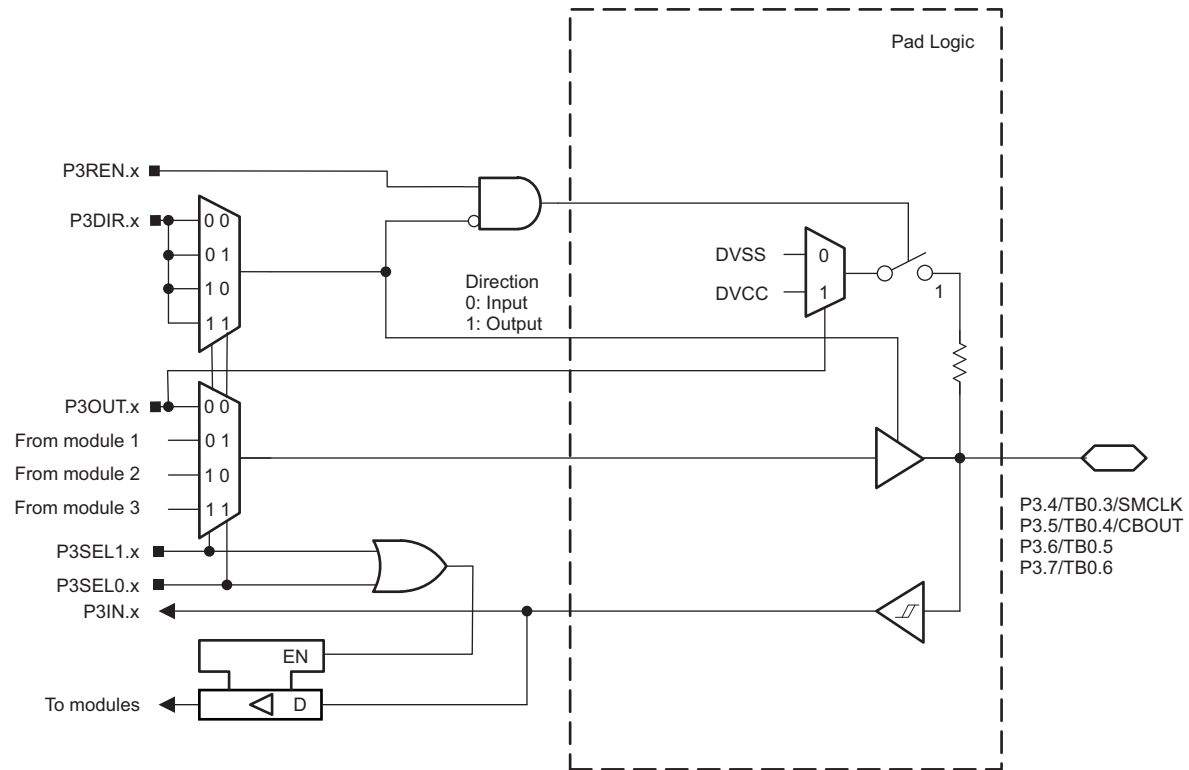 Pad Logic
P3REN.x
P3DIR.x
0 0
0 1
1 0
1 1
Direction
0: Input
1: Output
DVSS
DVCC
0
1
1
P3OUT.x
From module 1
From module 2
From module 3
0 0
0 1
1 0
1 1
P3SEL1.x
P3SEL0.x
P3IN.x
EN
To modules
D
P3.4/TB0.3/SMCLK
P3.5/TB0.4/CBOUT
P3.6/TB0.5
P3.7/TB0.6